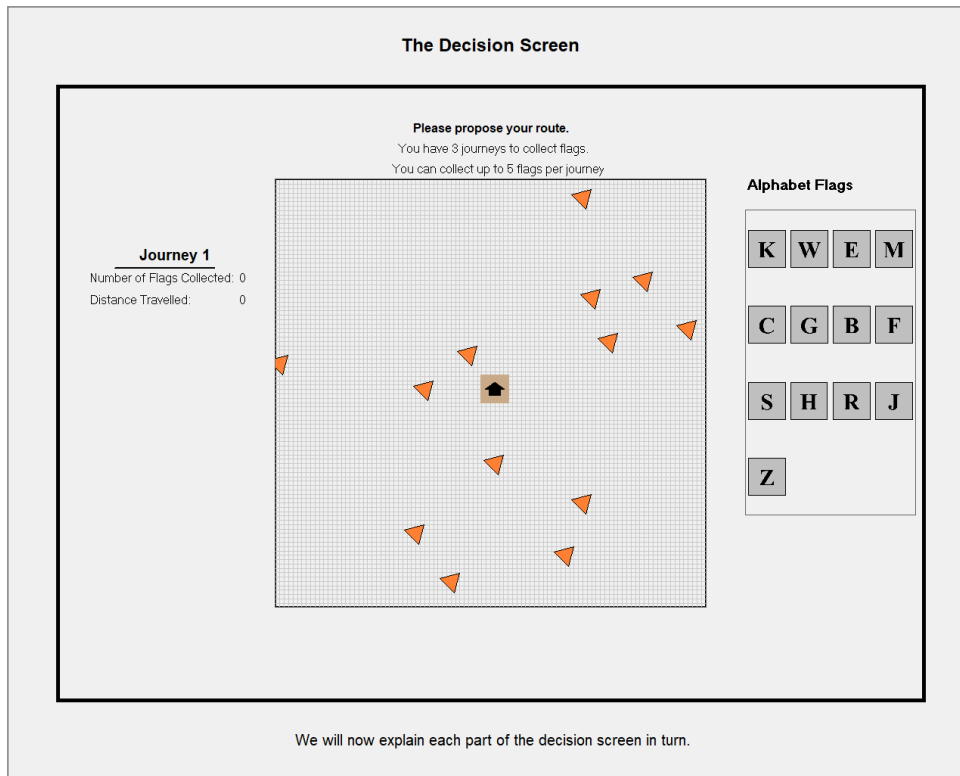 The Decision Screen
Please propose your route.
You have 3 journeys to collect flags.
You can collect up to 5 flags per journey
Alphabet Flags
Journey 1
Number of Flags Collected: 0
Distance Travelled: 0
K W E M
C G B F
S H R J
Z
We will now explain each part of the decision screen in turn.